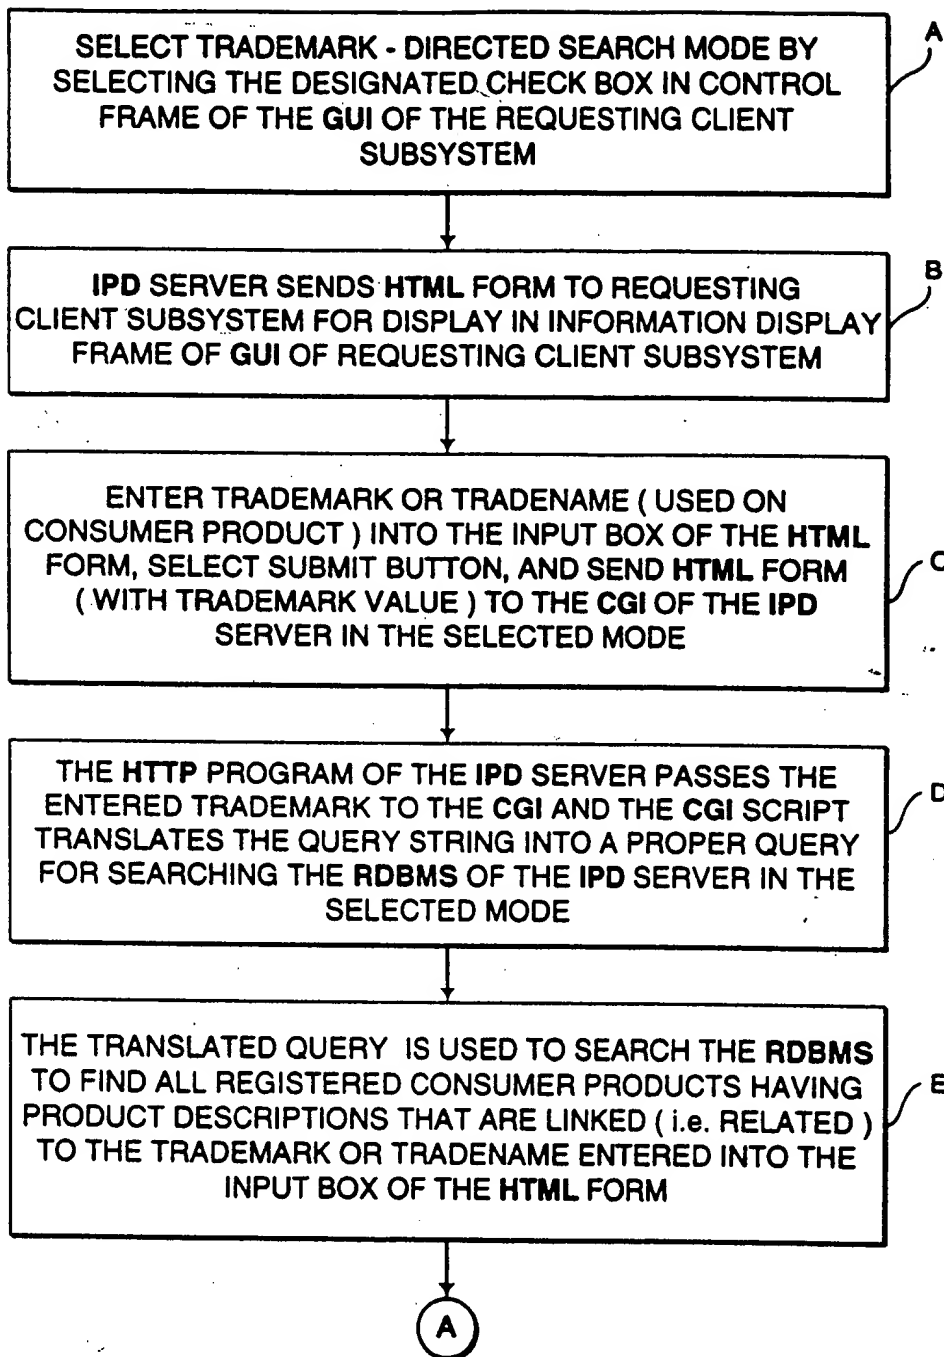 SELECT TRADEMARK - DIRECTED SEARCH MODE BY
SELECTING THE DESIGNATED CHECK BOX IN CONTROL
FRAME OF THE GUI OF THE REQUESTING CLIENT
SUBSYSTEM
A
IPD SERVER SENDS HTML FORM TO REQUESTING
CLIENT SUBSYSTEM FOR DISPLAY IN INFORMATION DISPLAY
FRAME OF GUI OF REQUESTING CLIENT SUBSYSTEM
B
ENTER TRADEMARK OR TRADENAME ( USED ON
CONSUMER PRODUCT ) INTO THE INPUT BOX OF THE HTML
FORM, SELECT SUBMIT BUTTON, AND SEND HTML FORM
( WITH TRADEMARK VALUE ) TO THE CGI OF THE IPD
SERVER IN THE SELECTED MODE
C
THE HTTP PROGRAM OF THE IPD SERVER PASSES THE
ENTERED TRADEMARK TO THE CGI AND THE CGI SCRIPT
TRANSLATES THE QUERY STRING INTO A PROPER QUERY
FOR SEARCHING THE RDBMS OF THE IPD SERVER IN THE
SELECTED MODE
D
THE TRANSLATED QUERY IS USED TO SEARCH THE RDBMS
TO FIND ALL REGISTERED CONSUMER PRODUCTS HAVING
PRODUCT DESCRIPTIONS THAT ARE LINKED ( i.e. RELATED )
TO THE TRADEMARK OR TRADENAME ENTERED INTO THE
INPUT BOX OF THE HTML FORM
E
A